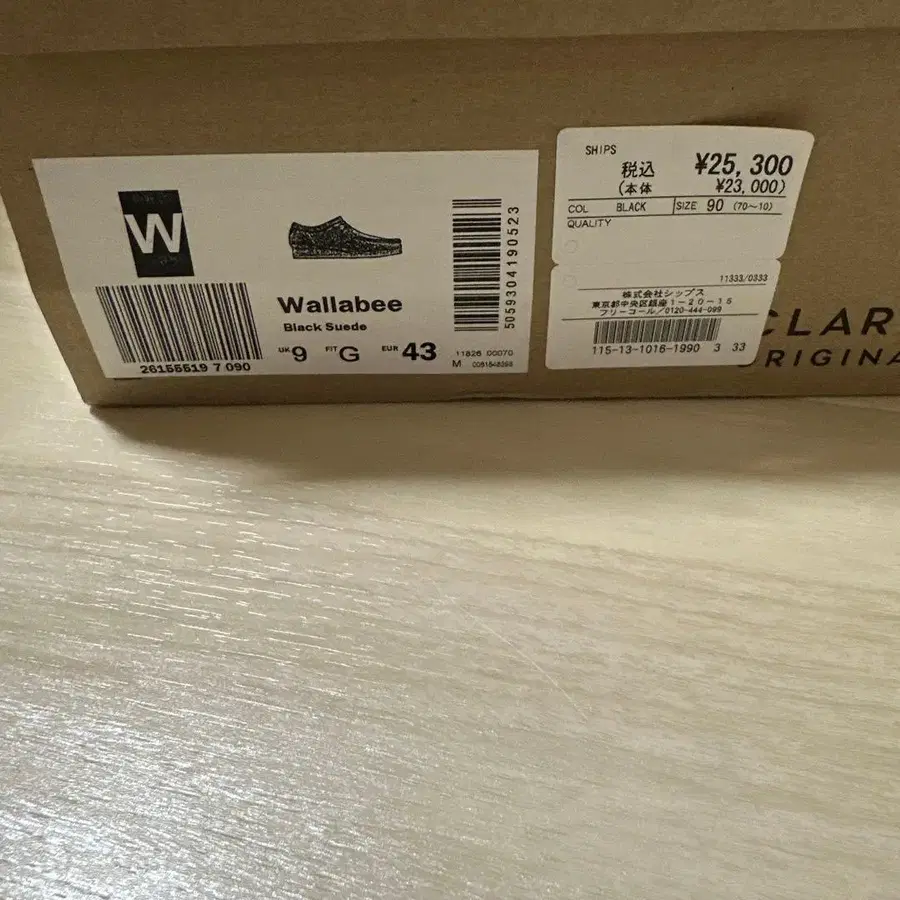 W
Wallabee
Black Suede
UK 9 FIT G EUR 43
26155519 7 090
5059304190523
11826 00070
M
SHIPS
税込 ¥25,300
(本体 ¥23,000)
COL BLACK SIZE 90 (70~10)
QUALITY
11333/0333
株式会社シップス
東京都中央区銀座1-20-15
フリーコール/0120-444-099
115-13-1016-1990 3 33
CLAR
ORIGINA